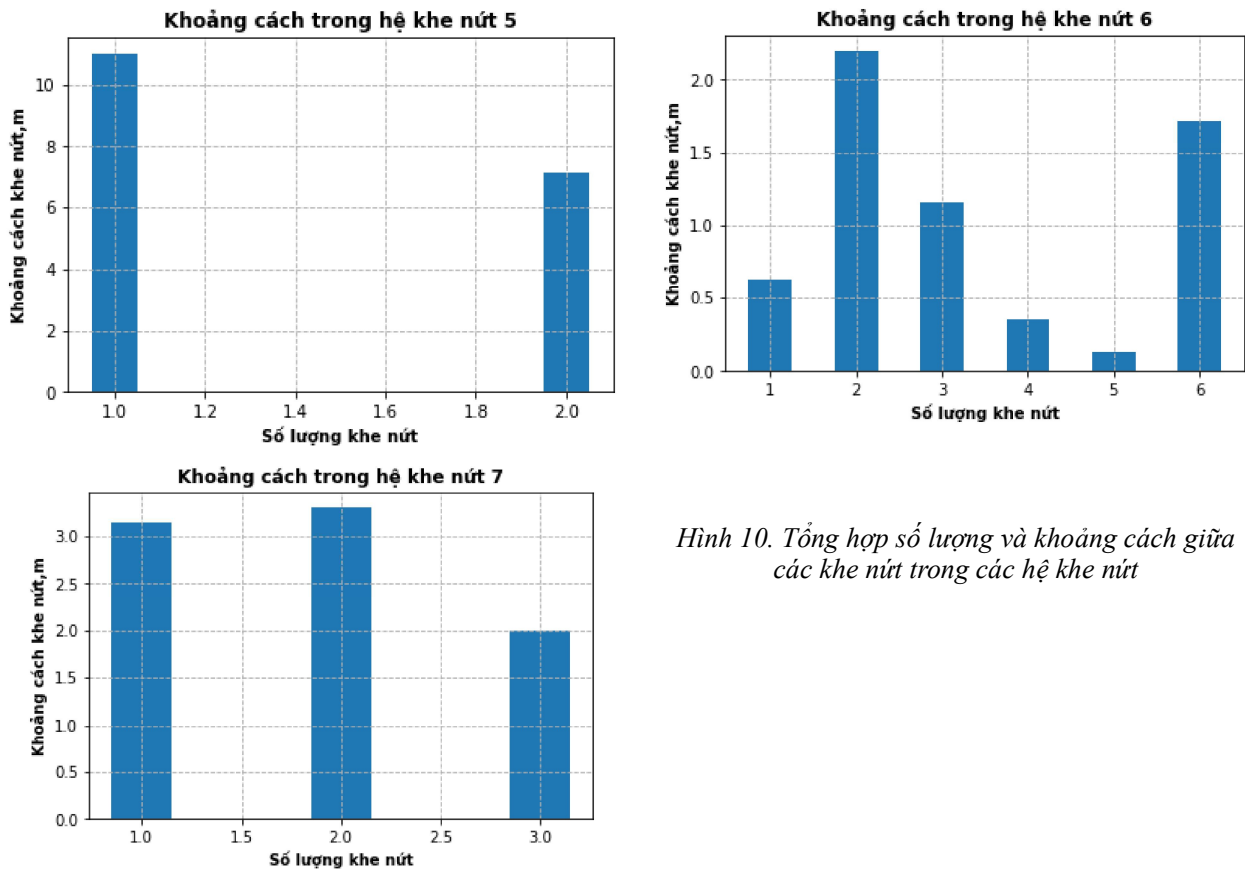 Khoảng cách trong hệ khe nứt 5
Khoảng cách khe nứt,m
10
8
6
4
2
0
1.0 1.2 1.4 1.6 1.8 2.0
Số lượng khe nứt
Khoảng cách trong hệ khe nứt 6
Khoảng cách khe nứt,m
2.0
1.5
1.0
0.5
0.0
1 2 3 4 5 6
Số lượng khe nứt
Khoảng cách trong hệ khe nứt 7
Khoảng cách khe nứt,m
3.0
2.5
2.0
1.5
1.0
0.5
0.0
1.0 1.5 2.0 2.5 3.0
Số lượng khe nứt
Hình 10. Tổng hợp số lượng và khoảng cách giữa
các khe nứt trong các hệ khe nứt